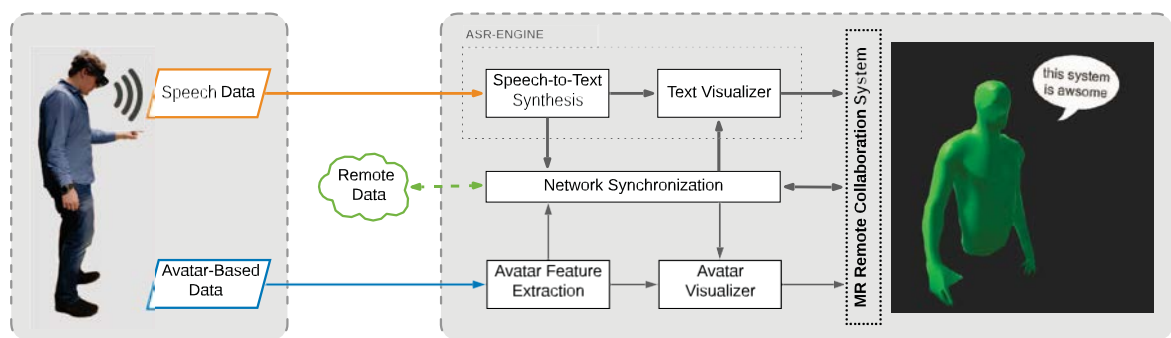 ASR-ENGINE
Speech Data
Speech-to-Text
Synthesis
Text Visualizer
this system
is awsome
Remote
Data
Network Synchronization
MR Remote Collaboration System
Avatar-Based
Data
Avatar Feature
Extraction
Avatar
Visualizer